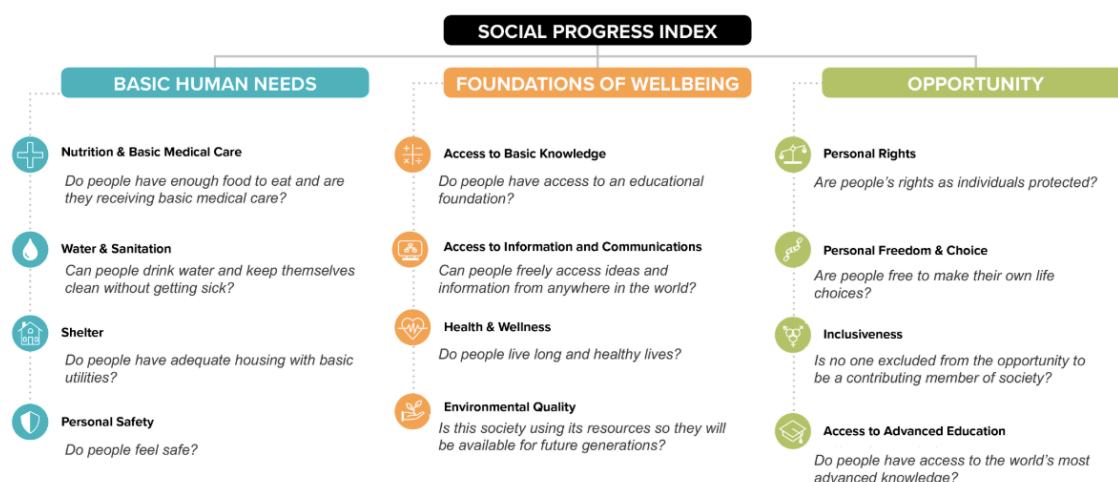 SOCIAL PROGRESS INDEX
BASIC HUMAN NEEDS
Nutrition & Basic Medical Care
Do people have enough food to eat and are
they receiving basic medical care?
Water & Sanitation
Can people drink water and keep themselves
clean without getting sick?
Shelter
Do people have adequate housing with basic
utilities?
Personal Safety
Do people feel safe?
FOUNDATIONS OF WELLBEING
Access to Basic Knowledge
Do people have access to an educational
foundation?
Access to Information and Communications
Can people freely access ideas and
information from anywhere in the world?
Health & Wellness
Do people live long and healthy lives?
Environmental Quality
Is this society using its resources so they will
be available for future generations?
OPPORTUNITY
Personal Rights
Are people's rights as individuals protected?
Personal Freedom & Choice
Are people free to make their own life
choices?
Inclusiveness
Is no one excluded from the opportunity to
be a contributing member of society?
Access to Advanced Education
Do people have access to the world's most
advanced knowledge?